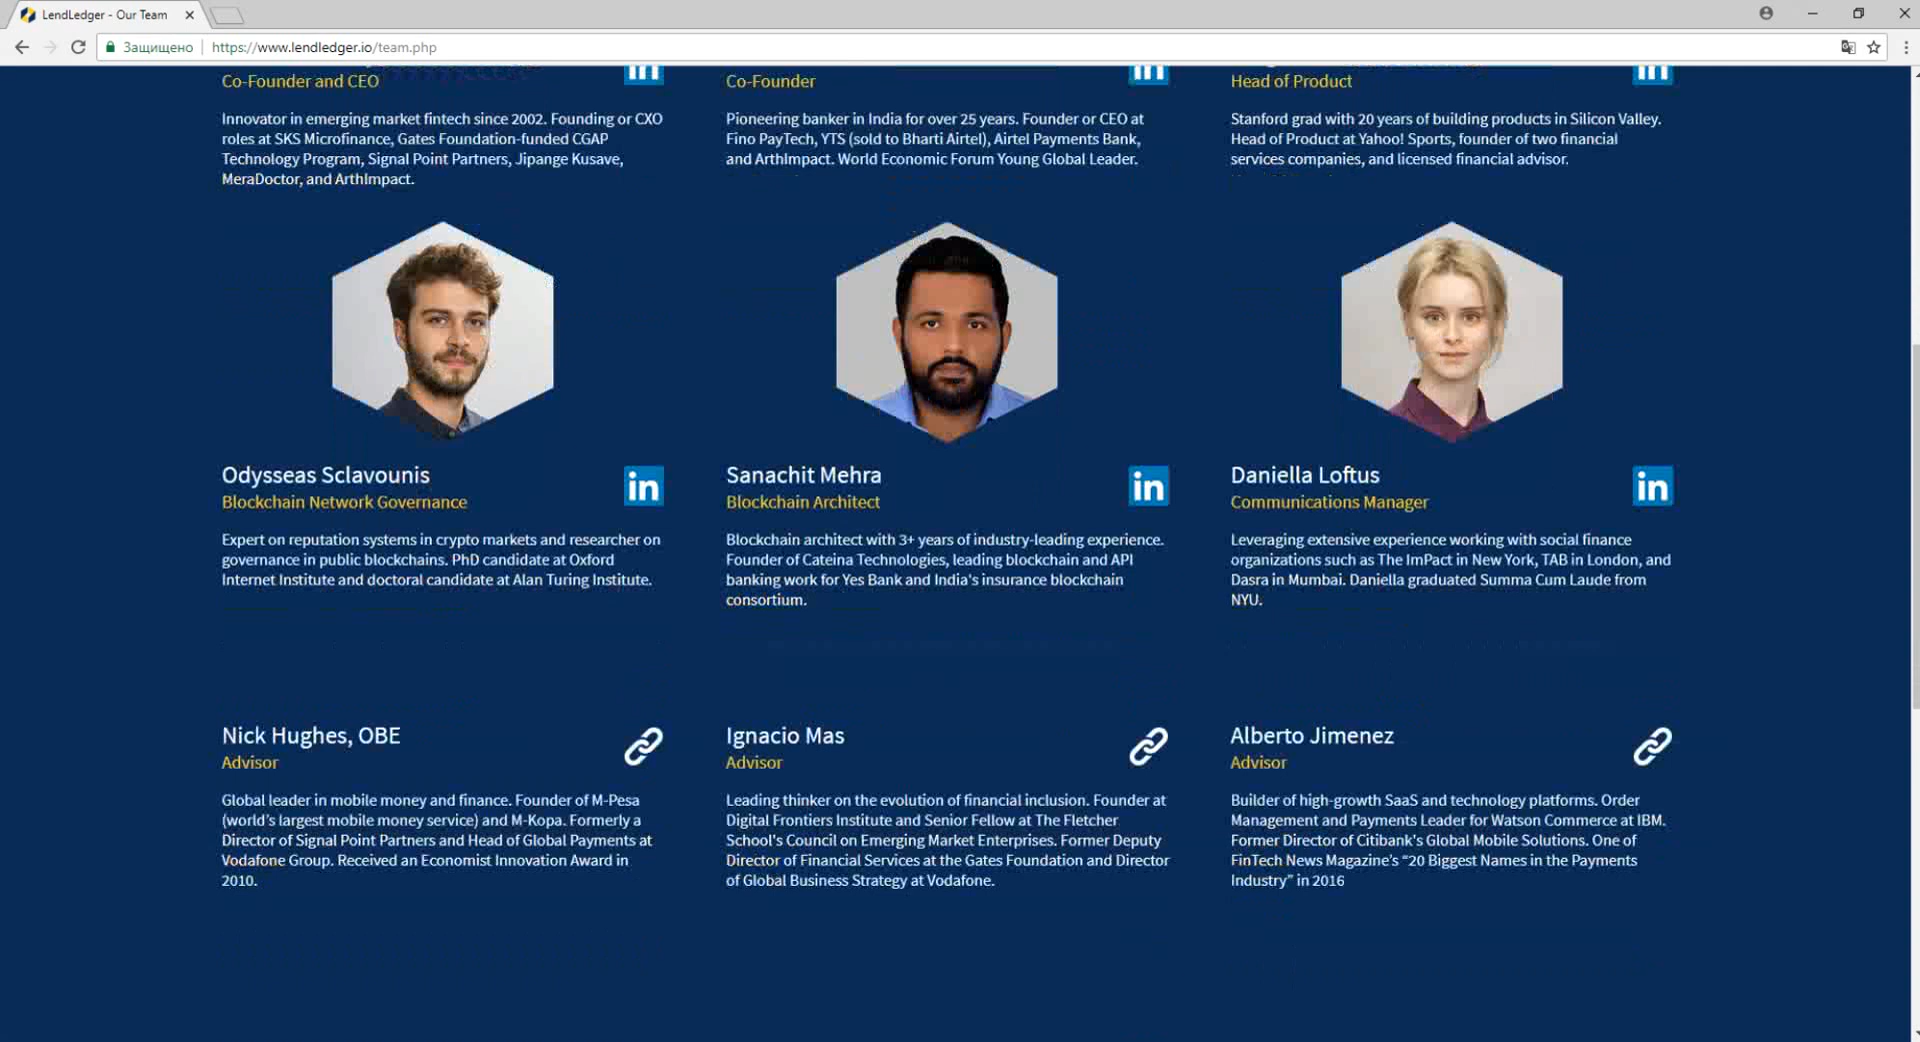 LendLedger - Our Team
Защищено
https://www.lendledger.io/team.php
Co-Founder and CEO
Innovator in emerging market fintech since 2002. Founding or CXO
roles at SKS Microfinance, Gates Foundation-funded CGAP
Technology Program, Signal Point Partners, Jipange Kusave,
MeraDoctor, and ArthImpact.
Co-Founder
Pioneering banker in India for over 25 years. Founder or CEO at
Fino PayTech, YTS (sold to Bharti Airtel), Airtel Payments Bank,
and ArthImpact. World Economic Forum Young Global Leader.
Head of Product
Stanford grad with 20 years of building products in Silicon Valley.
Head of Product at Yahoo! Sports, founder of two financial
services companies, and licensed financial advisor.
Odysseas Sclavounis
in
Blockchain Network Governance
Expert on reputation systems in crypto markets and researcher on
governance in public blockchains. PhD candidate at Oxford
Internet Institute and doctoral candidate at Alan Turing Institute.
Sanachit Mehra
in
Blockchain Architect
Blockchain architect with 3+ years of industry-leading experience.
Founder of Cateina Technologies, leading blockchain and API
banking work for Yes Bank and India's insurance blockchain
consortium.
Daniella Loftus
in
Communications Manager
Leveraging extensive experience working with social finance
organizations such as The ImPact in New York, TAB in London, and
Dasra in Mumbai. Daniella graduated Summa Cum Laude from
NYU.
Nick Hughes, OBE
Advisor
Global leader in mobile money and finance. Founder of M-Pesa
(world's largest mobile money service) and M-Kopa. Formerly a
Director of Signal Point Partners and Head of Global Payments at
Vodafone Group. Received an Economist Innovation Award in
2010.
Ignacio Mas
Advisor
Leading thinker on the evolution of financial inclusion. Founder at
Digital Frontiers Institute and Senior Fellow at The Fletcher
School's Council on Emerging Market Enterprises. Former Deputy
Director of Financial Services at the Gates Foundation and Director
of Global Business Strategy at Vodafone.
Alberto Jimenez
Advisor
Builder of high-growth SaaS and technology platforms. Order
Management and Payments Leader for Watson Commerce at IBM.
Former Director of Citibank's Global Mobile Solutions. One of
FinTech News Magazine's “20 Biggest Names in the Payments
Industry” in 2016